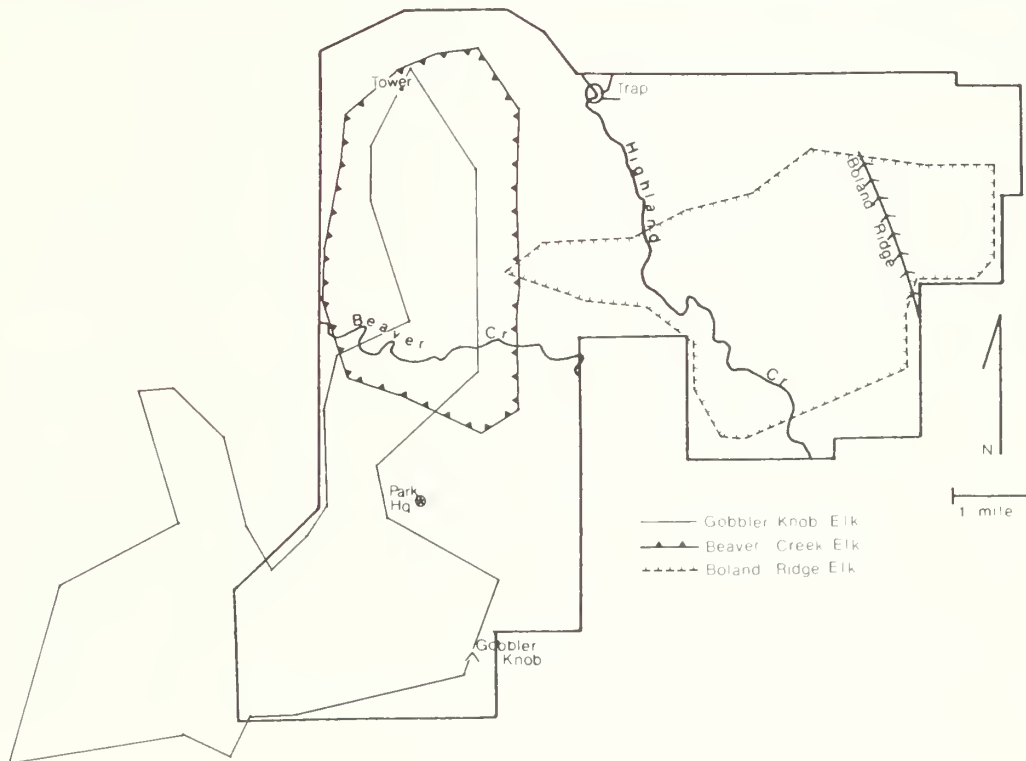 Tower
Trap
Highland
Boland Ridge
Beaver Cr
Cr
Park
Hq
N
1 mile
Gobbler Knob Elk
Beaver Creek Elk
Boland Ridge Elk
Gobbler
Knob